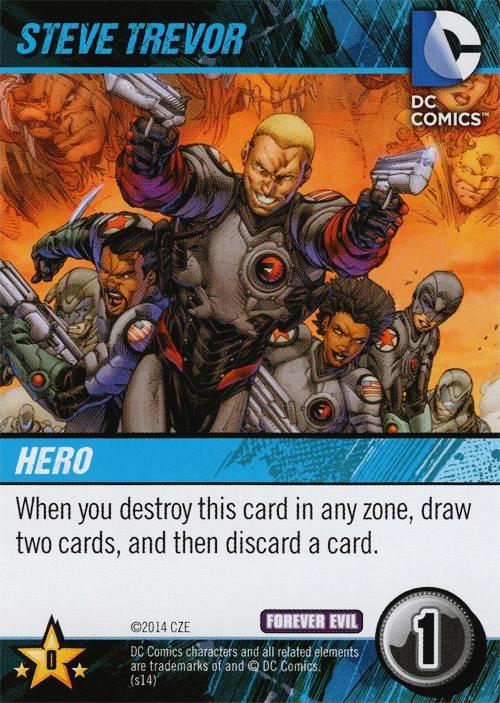 STEVE TREVOR
DC COMICS™
HERO
When you destroy this card in any zone, draw
two cards, and then discard a card.
©2014 CZE
FOREVER EVIL
0
1
DC Comics characters and all related elements
are trademarks of and © DC Comics.
(s14)